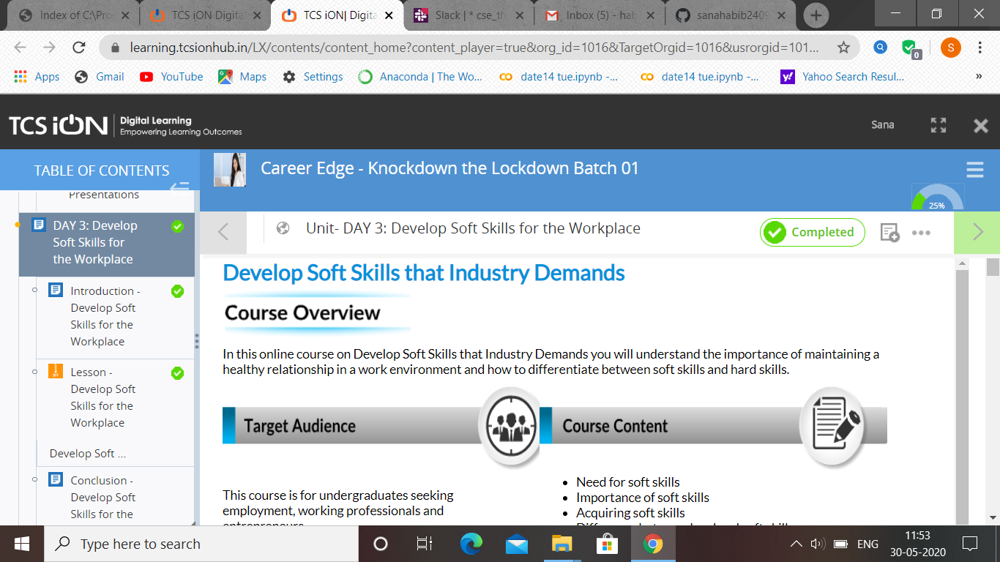 Index of C:\Pro
TCS iON Digita
TCS iON| Digita
Slack | * cse_th
Inbox (5) - hab
sanahabib2409
learning.tcsionhub.in/LX/contents/content_home?content_player=true&org_id=1016&TargetOrgid=1016&usrorgid=101...
0
S
Apps
Gmail
YouTube
Maps
Settings
Anaconda | The Wo...
date14 tue.ipynb -...
date14 tue.ipynb -...
Yahoo Search Resul...
»
TCS iON
Digital Learning
Empowering Learning Outcomes
Sana
TABLE OF CONTENTS
Career Edge - Knockdown the Lockdown Batch 01
25%
Presentations
DAY 3: Develop
Soft Skills for
the Workplace
Introduction -
Develop Soft
Skills for the
Workplace
Lesson -
Develop Soft
Skills for the
Workplace
Develop Soft ...
Conclusion -
Develop Soft
Skills for the
Unit- DAY 3: Develop Soft Skills for the Workplace
Completed
Develop Soft Skills that Industry Demands
Course Overview
In this online course on Develop Soft Skills that Industry Demands you will understand the importance of maintaining a
healthy relationship in a work environment and how to differentiate between soft skills and hard skills.
Target Audience
Course Content
This course is for undergraduates seeking
employment, working professionals and
• Need for soft skills
• Importance of soft skills
• Acquiring soft skills
Type here to search
ENG
11:53
30-05-2020